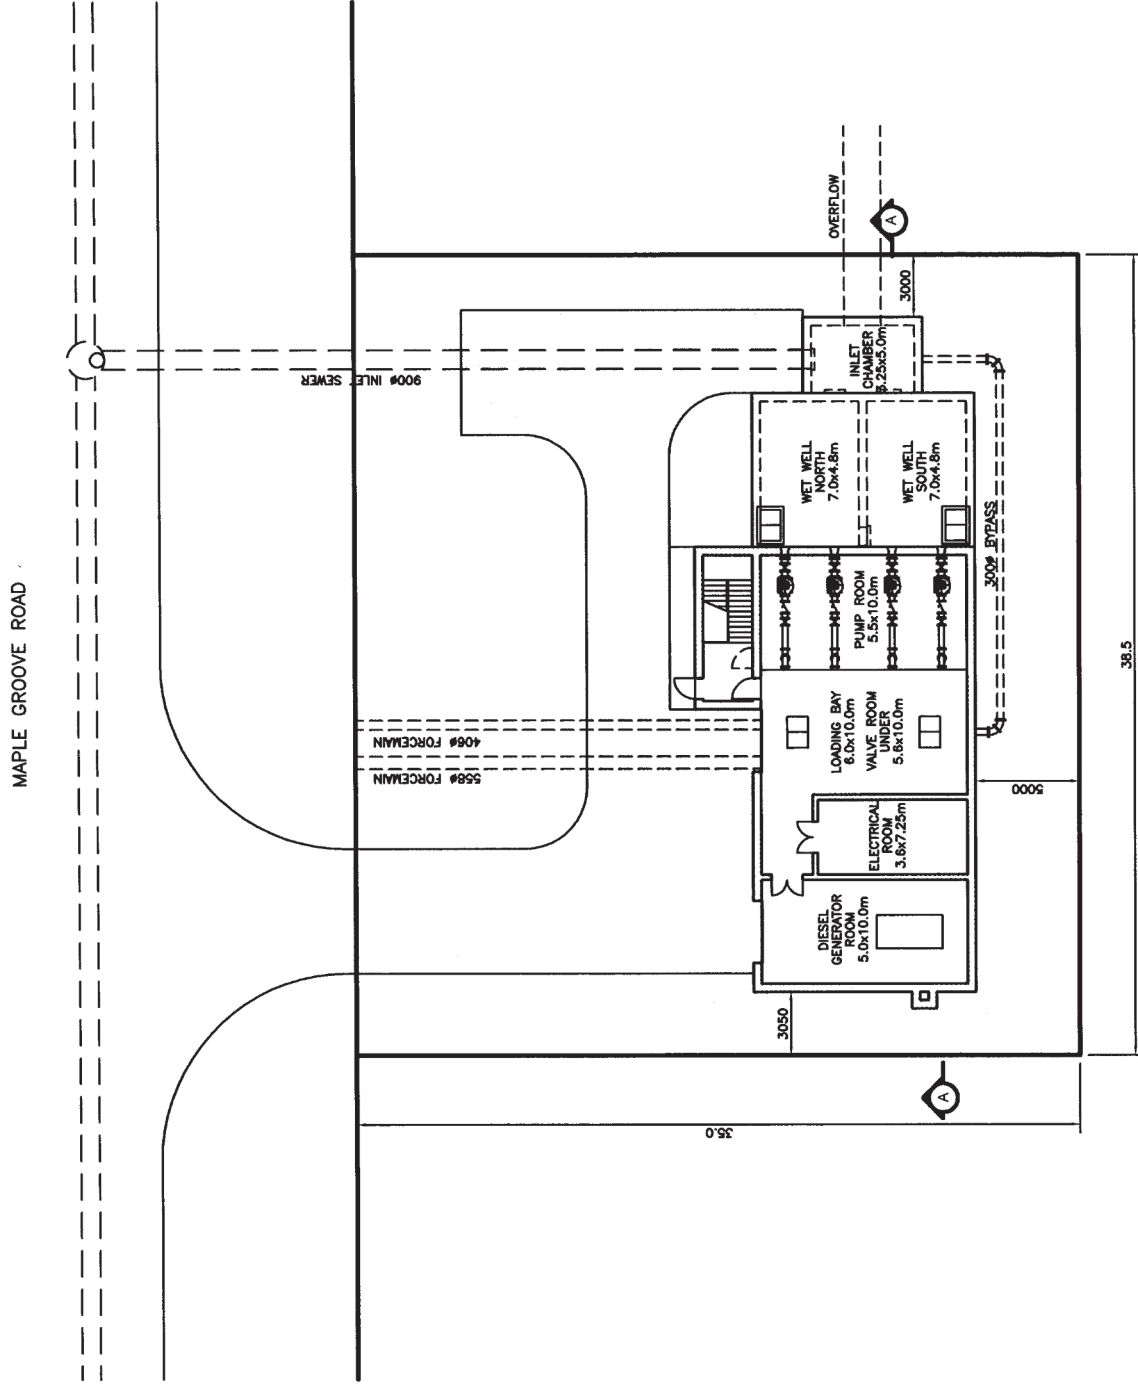 MAPLE GROOVE ROAD
OVERFLOW
A
3000
900ø INLET SEWER
INLET
CHAMBER
3.25x5.0m
WET WELL
NORTH
7.0x4.8m
WET WELL
SOUTH
7.0x4.8m
300ø BYPASS
PUMP ROOM
5.5x10.0m
38.5
406ø FORCEMAIN
558ø FORCEMAIN
LOADING BAY
6.0x10.0m
VALVE ROOM
UNDER
5.6x10.0m
5000
ELECTRICAL
ROOM
3.6x7.25m
DIESEL
GENERATOR
ROOM
5.0x10.0m
3050
A
35.0